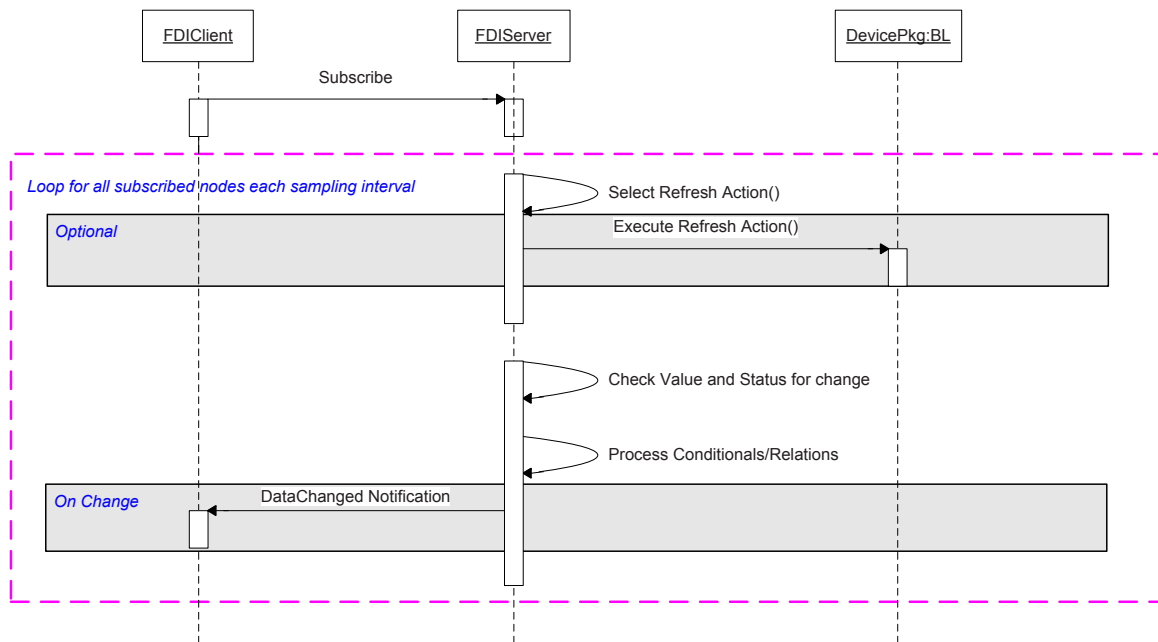 FDIClient
FDIServer
DevicePkg:BL
Subscribe
Loop for all subscribed nodes each sampling interval
Select Refresh Action()
Optional
Execute Refresh Action()
Check Value and Status for change
Process Conditionals/Relations
On Change
DataChanged Notification